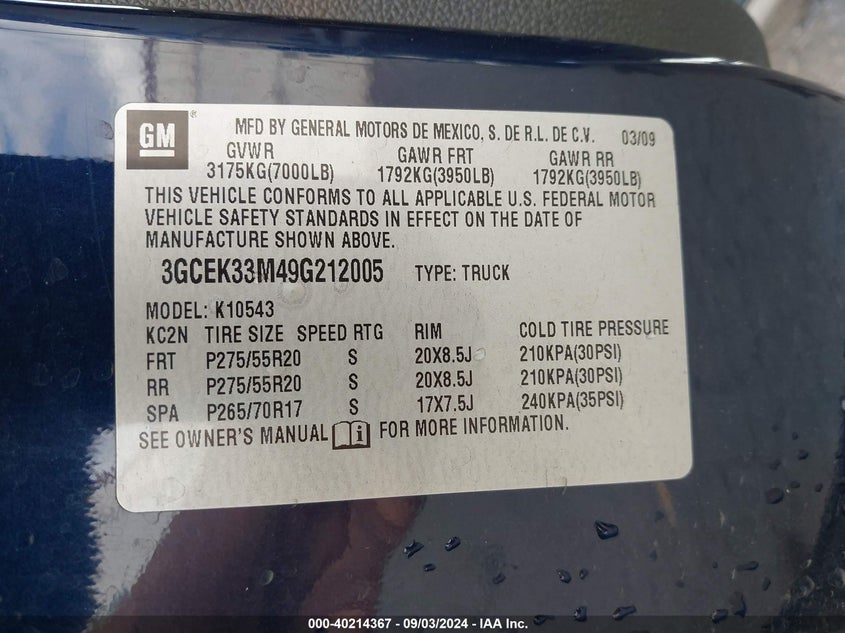 GM
MFD BY GENERAL MOTORS DE MEXICO, S. DE R.L. DE C.V. 03/09
GVWR GAWR FRT GAWR RR
3175KG(7000LB) 1792KG(3950LB) 1792KG(3950LB)
THIS VEHICLE CONFORMS TO ALL APPLICABLE U.S. FEDERAL MOTOR
VEHICLE SAFETY STANDARDS IN EFFECT ON THE DATE OF
MANUFACTURE SHOWN ABOVE.
3GCEK33M49G212005 TYPE: TRUCK
MODEL: K10543
KC2N TIRE SIZE SPEED RTG RIM COLD TIRE PRESSURE
FRT P275/55R20 S 20X8.5J 210KPA(30PSI)
RR P275/55R20 S 20X8.5J 210KPA(30PSI)
SPA P265/70R17 S 17X7.5J 240KPA(35PSI)
SEE OWNER'S MANUAL i FOR MORE INFORMATION.
000-40214367 - 09/03/2024 - IAA Inc.